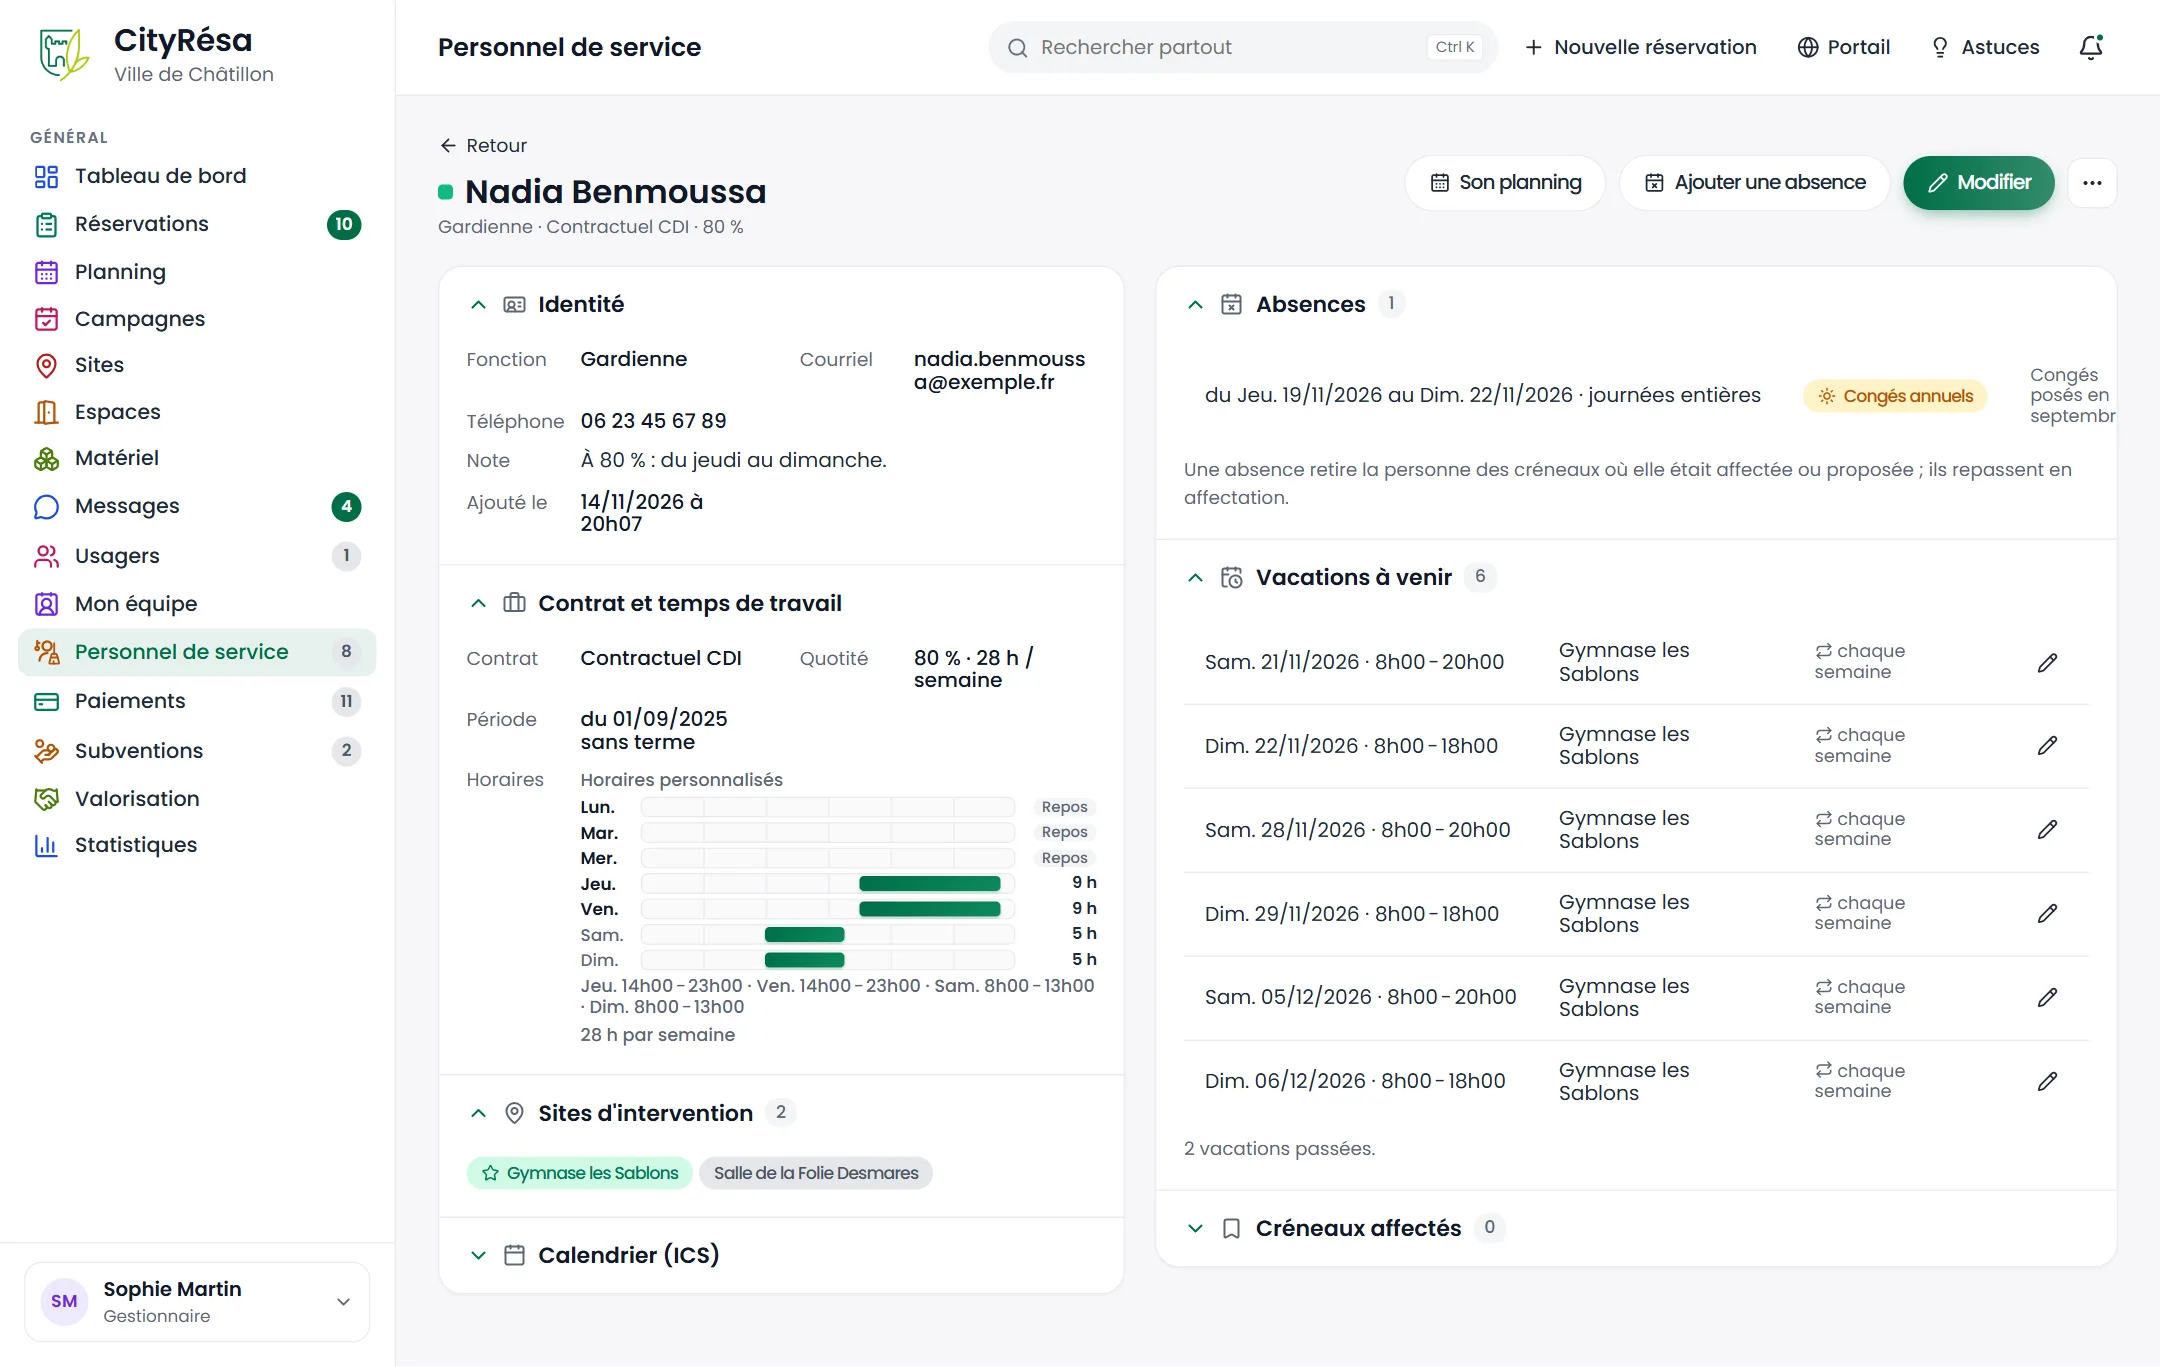 CityRésa
Ville de Châtillon
GÉNÉRAL
Tableau de bord
Réservations 10
Planning
Campagnes
Sites
Espaces
Matériel
Messages 4
Usagers 1
Mon équipe
Personnel de service 8
Paiements 11
Subventions 2
Valorisation
Statistiques
SM
Sophie Martin
Gestionnaire
Personnel de service
Rechercher partout Ctrl K
Nouvelle réservation
Portail
Astuces
Retour
Nadia Benmoussa
Gardienne · Contractuel CDI · 80 %
Son planning
Ajouter une absence
Modifier
Identité
Fonction Gardienne
Courriel nadia.benmouss
a@exemple.fr
Téléphone 06 23 45 67 89
Note À 80 % : du jeudi au dimanche.
Ajouté le 14/11/2026 à
20h07
Contrat et temps de travail
Contrat Contractuel CDI
Quotité 80 % · 28 h /
semaine
Période du 01/09/2025
sans terme
Horaires Horaires personnalisés
Lun. Repos
Mar. Repos
Mer. Repos
Jeu. 9 h
Ven. 9 h
Sam. 5 h
Dim. 5 h
Jeu. 14h00–23h00 · Ven. 14h00–23h00 · Sam. 8h00–13h00
· Dim. 8h00–13h00
28 h par semaine
Sites d'intervention 2
Gymnase les Sablons
Salle de la Folie Desmares
Calendrier (ICS)
Absences 1
du Jeu. 19/11/2026 au Dim. 22/11/2026 · journées entières
Congés annuels
Congés
posés en
septembr
Une absence retire la personne des créneaux où elle était affectée ou proposée ; ils repassent en
affectation.
Vacations à venir 6
Sam. 21/11/2026 · 8h00–20h00
Gymnase les
Sablons
chaque
semaine
Dim. 22/11/2026 · 8h00–18h00
Gymnase les
Sablons
chaque
semaine
Sam. 28/11/2026 · 8h00–20h00
Gymnase les
Sablons
chaque
semaine
Dim. 29/11/2026 · 8h00–18h00
Gymnase les
Sablons
chaque
semaine
Sam. 05/12/2026 · 8h00–20h00
Gymnase les
Sablons
chaque
semaine
Dim. 06/12/2026 · 8h00–18h00
Gymnase les
Sablons
chaque
semaine
2 vacations passées.
Créneaux affectés 0